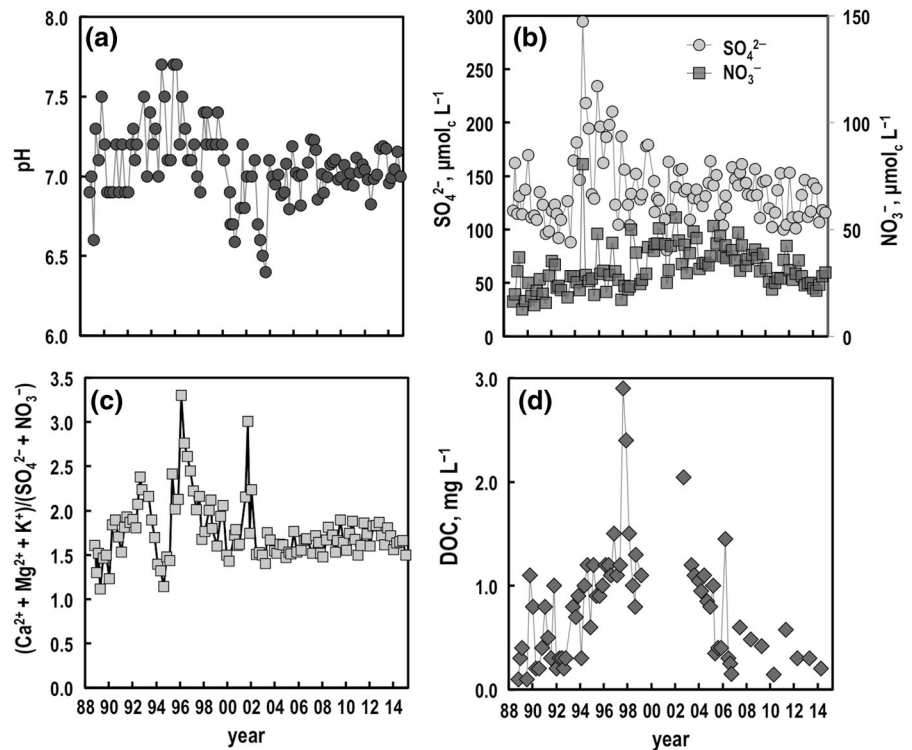 (a)
8.0
7.5
7.0
6.5
6.0
pH
(b)
300
250
200
150
100
50
0
SO₄²⁻, µmol꜀ L⁻¹
SO₄²⁻
NO₃⁻
150
100
50
0
NO₃⁻, µmol꜀ L⁻¹
(c)
3.5
3.0
2.5
2.0
1.5
1.0
0.5
0.0
(Ca²⁺ + Mg²⁺ + K⁺)/(SO₄²⁻ + NO₃⁻)
88 90 92 94 96 98 00 02 04 06 08 10 12 14
year
(d)
3.0
2.0
1.0
0.0
DOC, mg L⁻¹
88 90 92 94 96 98 00 02 04 06 08 10 12 14
year